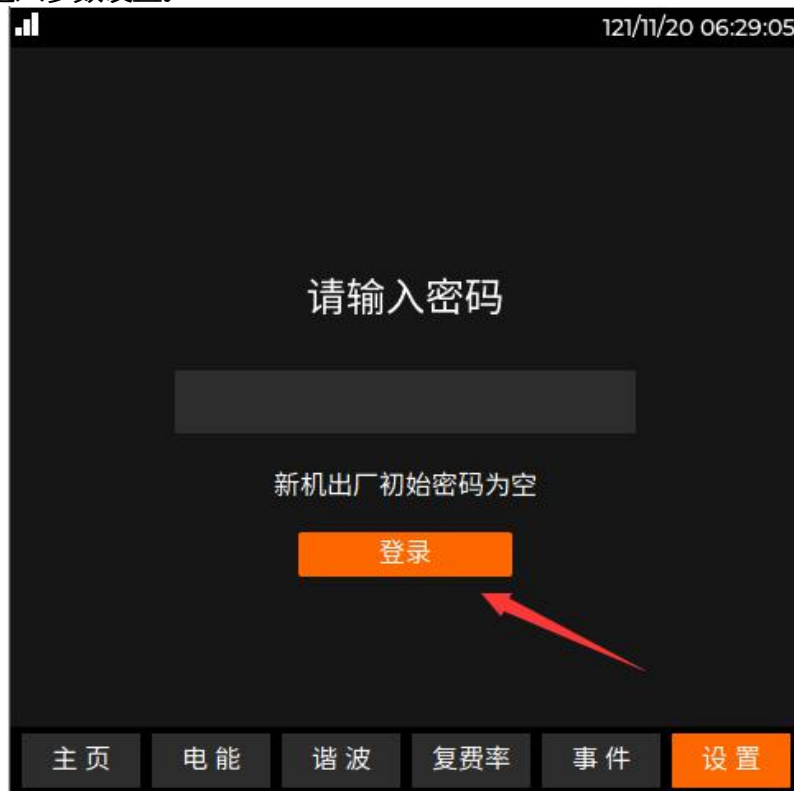 121/11/20 06:29:05
请输入密码
新机出厂初始密码为空
登录
主页 电能 谐波 复费率 事件 设置